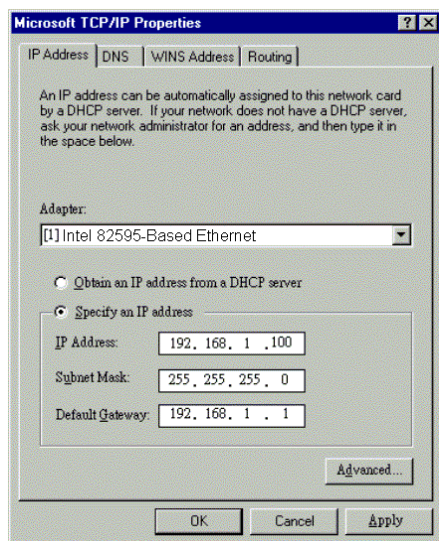 Microsoft TCP/IP Properties
IP Address DNS WINS Address Routing
An IP address can be automatically assigned to this network card
by a DHCP server. If your network does not have a DHCP server,
ask your network administrator for an address, and then type it in
the space below.
Adapter:
[1] Intel 82595-Based Ethernet
Obtain an IP address from a DHCP server
Specify an IP address
IP Address: 192. 168. 1 .100
Subnet Mask: 255. 255. 255. 0
Default Gateway: 192. 168. 1 . 1
Advanced...
OK Cancel Apply